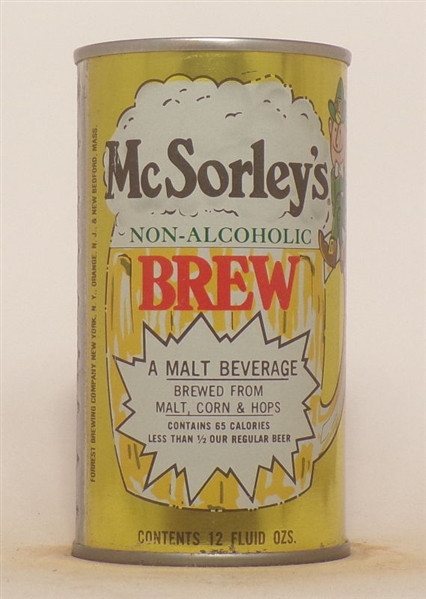 McSorley's
NON-ALCOHOLIC
BREW
A MALT BEVERAGE
BREWED FROM
MALT, CORN & HOPS
CONTAINS 65 CALORIES
LESS THAN ½ OUR REGULAR BEER
CONTENTS 12 FLUID OZS.
FORREST BREWING COMPANY NEW YORK, N. Y., ORANGE, N. J., & NEW BEDFORD, MASS.